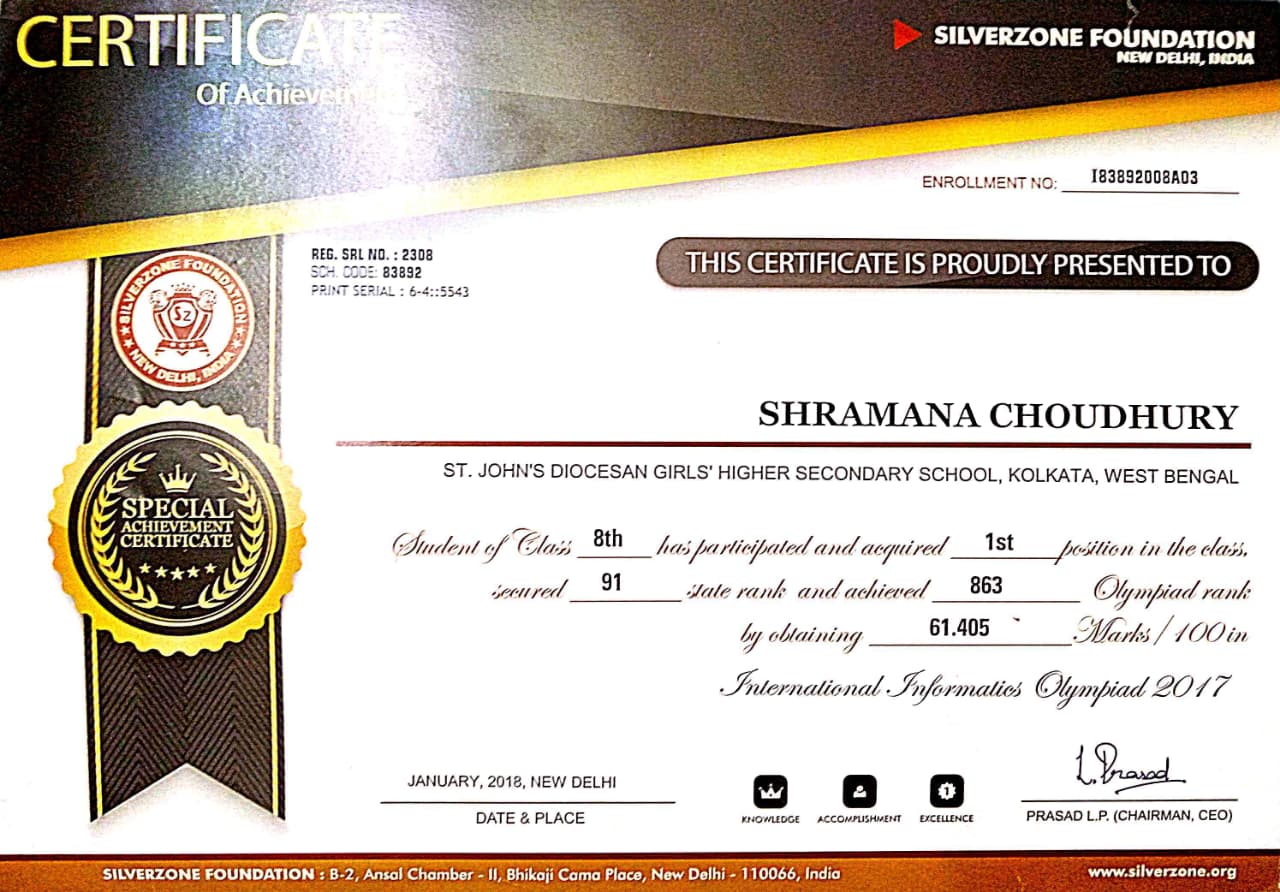 CERTIFICATE
Of Achievement
SILVERZONE FOUNDATION
NEW DELHI, INDIA
ENROLLMENT NO: I83892008A03
REG. SRL NO. : 2308
SCH. CODE: 83892
PRINT SERIAL : 6-4::5543
THIS CERTIFICATE IS PROUDLY PRESENTED TO
SILVERZONE FOUNDATION
SZ
NEW DELHI, INDIA
SHRAMANA CHOUDHURY
ST. JOHN'S DIOCESAN GIRLS' HIGHER SECONDARY SCHOOL, KOLKATA, WEST BENGAL
SPECIAL
ACHIEVEMENT
CERTIFICATE
Student of Class 8th has participated and acquired 1st position in the class,
secured 91 state rank and achieved 863 Olympiad rank
by obtaining 61.405 Marks / 100 in
International Informatics Olympiad 2017
JANUARY, 2018, NEW DELHI
DATE & PLACE
KNOWLEDGE
ACCOMPLISHMENT
EXCELLENCE
L. Prasad
PRASAD L.P. (CHAIRMAN, CEO)
SILVERZONE FOUNDATION : B-2, Ansal Chamber - II, Bhikaji Cama Place, New Delhi - 110066, India
www.silverzone.org